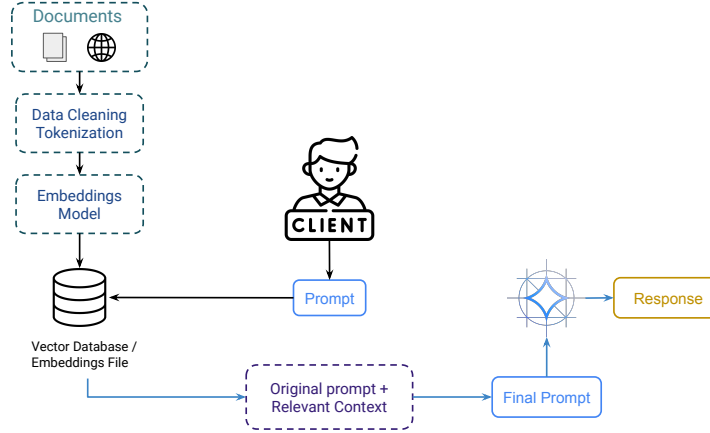 Documents
Data Cleaning
Tokenization
Embeddings
Model
CLIENT
Prompt
Response
Vector Database /
Embeddings File
Original prompt +
Relevant Context
Final Prompt